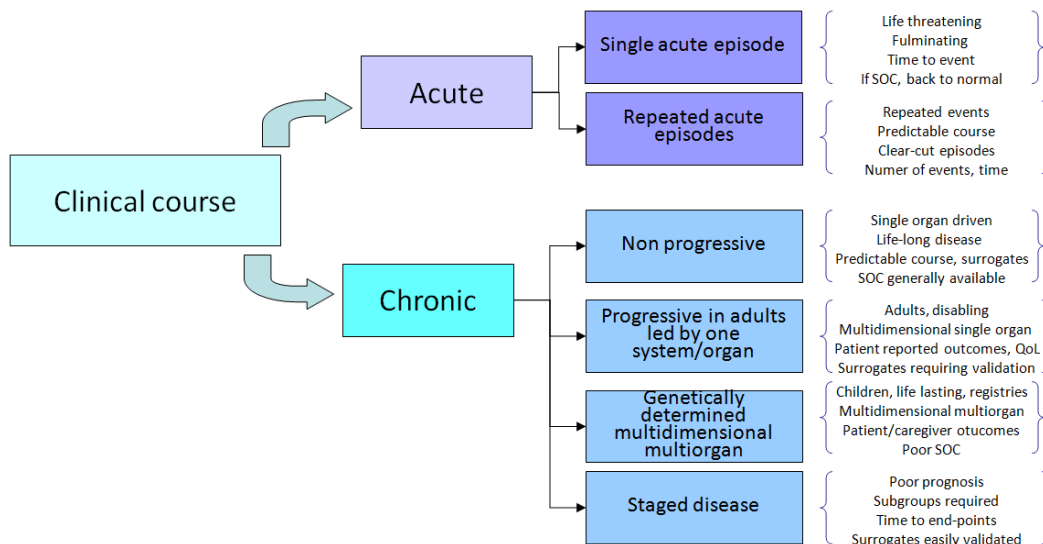 Clinical course
Acute
Single acute episode
Life threatening
Fulminating
Time to event
If SOC, back to normal
Repeated acute
episodes
Repeated events
Predictable course
Clear-cut episodes
Numer of events, time
Chronic
Non progressive
Single organ driven
Life-long disease
Predictable course, surrogates
SOC generally available
Progressive in adults
led by one
system/organ
Adults, disabling
Multidimensional single organ
Patient reported outcomes, QoL
Surrogates requiring validation
Genetically
determined
multidimensional
multiorgan
Children, life lasting, registries
Multidimensional multiorgan
Patient/caregiver otucomes
Poor SOC
Staged disease
Poor prognosis
Subgroups required
Time to end-points
Surrogates easily validated